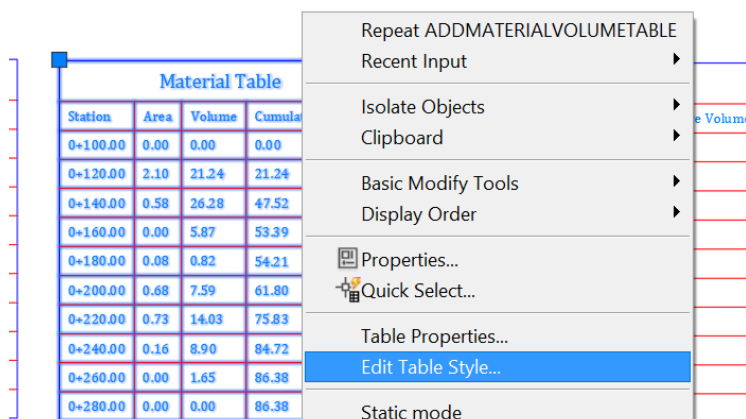 Repeat ADDMATERIALVOLUMETABLE
Recent Input
Isolate Objects
Clipboard
Basic Modify Tools
Display Order
Properties...
Quick Select...
Table Properties...
Edit Table Style...
Static mode
Material Table
Station Area Volume Cumula
0+100.00 0.00 0.00 0.00
0+120.00 2.10 21.24 21.24
0+140.00 0.58 26.28 47.52
0+160.00 0.00 5.87 53.39
0+180.00 0.08 0.82 54.21
0+200.00 0.68 7.59 61.80
0+220.00 0.73 14.03 75.83
0+240.00 0.16 8.90 84.72
0+260.00 0.00 1.65 86.38
0+280.00 0.00 0.00 86.38
e Volume